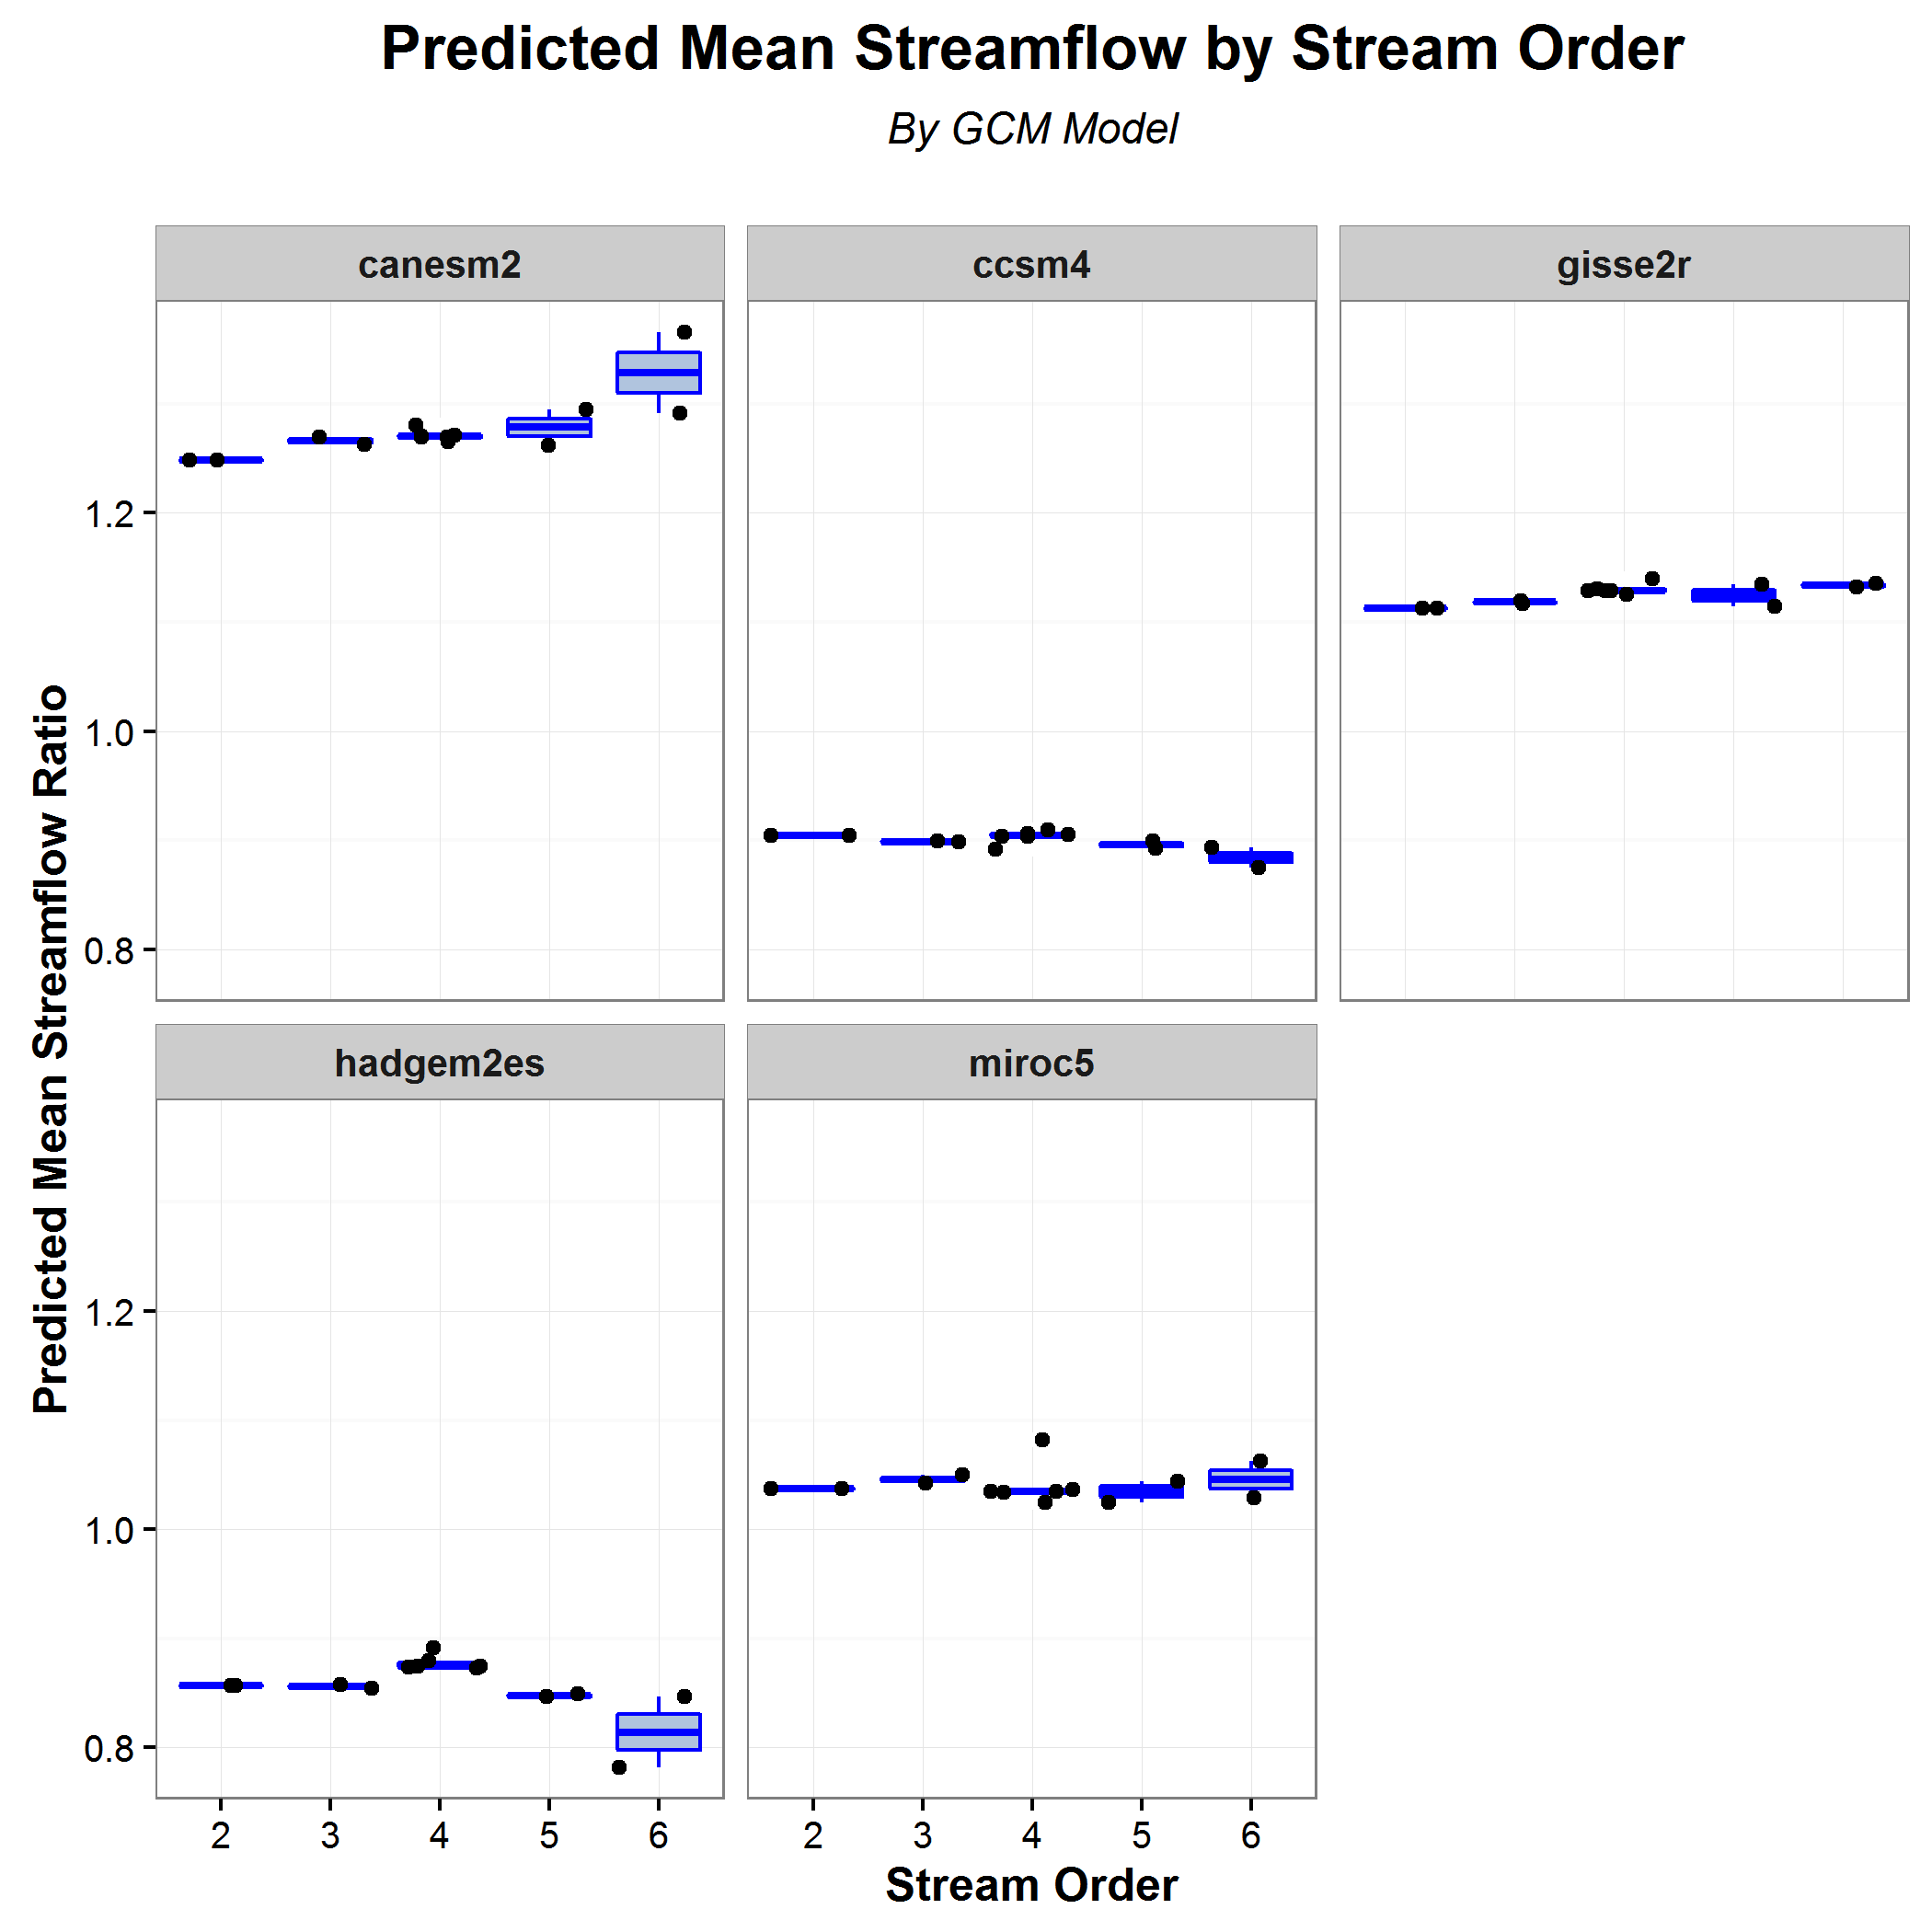 Predicted Mean Streamflow by Stream Order
By GCM Model
canesm2
ccsm4
gisse2r
1.2
1.0
0.8
Predicted Mean Streamflow Ratio
hadgem2es
miroc5
1.2
1.0
0.8
2 3 4 5 6
2 3 4 5 6
Stream Order